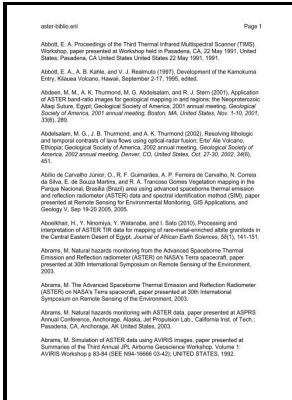 aster-biblio.enl Page 1
Abbott, E. A. Proceedings of the Third Thermal Infrared Multispectral Scanner (TIMS)
Workshop, paper presented at Workshop held in Pasadena, CA, 22 May 1991, United
States; Pasadena, CA United States United States 22 May 1991, 1991.
Abbott, E. A., A. B. Kahle, and V. J. Realmuto (1997), Development of the Kamokuna
Entry. Kilauea Volcano, Hawaii, September 2-17, 1995, edited.
Abdeen, M. M., A. K. Thurmond, M. G. Abdelsalam, and R. J. Stern (2001), Application
of ASTER band-ratio images for geological mapping in arid regions; the Neoproterozoic
Allaqi Suture, Egypt; Geological Society of America, 2001 annual meeting, Geological
Society of America, 2001 annual meeting, Boston, MA, United States, Nov. 1-10, 2001,
33(6), 289.
Abdelsalam, M. G., J. B. Thurmond, and A. K. Thurmond (2002), Resolving lithologic
and temporal contrasts of lava flows using optical-radar fusion; Erte' Ale Volcano,
Ethiopia; Geological Society of America, 2002 annual meeting, Geological Society of
America, 2002 annual meeting, Denver, CO, United States, Oct. 27-30, 2002, 34(6),
451.
Abilio de Carvalho Júnior, O., R. F. Guimarães, A. P. Ferreira de Carvalho, N. Correia
da Silva, E. de Souza Martins, and R. A. Trancoso Gomes Vegetation mapping in the
Parque Nacional, Brasilia (Brazil) area using advanced spaceborne thermal emission
and reflection radiometer (ASTER) data and spectral identification method (SIM), paper
presented at Remote Sensing for Environmental Monitoring, GIS Applications, and
Geology V, Sep 19-20 2005, 2005.
Aboelkhair, H., Y. Ninomiya, Y. Watanabe, and I. Sato (2010), Processing and
interpretation of ASTER TIR data for mapping of rare-metal-enriched albite granitoids in
the Central Eastern Desert of Egypt, Journal of African Earth Sciences, 58(1), 141-151.
Abrams, M. Natural hazards monitoring from the Advanced Spaceborne Thermal
Emission and Reflection radiometer (ASTER) on NASA's Terra spacecraft, paper
presented at 30th International Symposium on Remote Sensing of the Environment,
2003.
Abrams, M. The Advanced Spaceborne Thermal Emission and Reflection Radiometer
(ASTER) on NASA's Terra spacecraft, paper presented at 30th International
Symposium on Remote Sensing of the Environment, 2003.
Abrams, M. Natural hazards monitoring with ASTER data, paper presented at ASPRS
Annual Conference, Anchorage, Alaska, Jet Propulsion Lab., California Inst. of Tech.;
Pasadena, CA, Anchorage, AK United States, 2003.
Abrams, M. Simulation of ASTER data using AVIRIS images, paper presented at
Summaries of the Third Annual JPL Airborne Geoscience Workshop. Volume 1:
AVIRIS Workshop p 83-84 (SEE N94-16666 03-42); UNITED STATES, 1992.